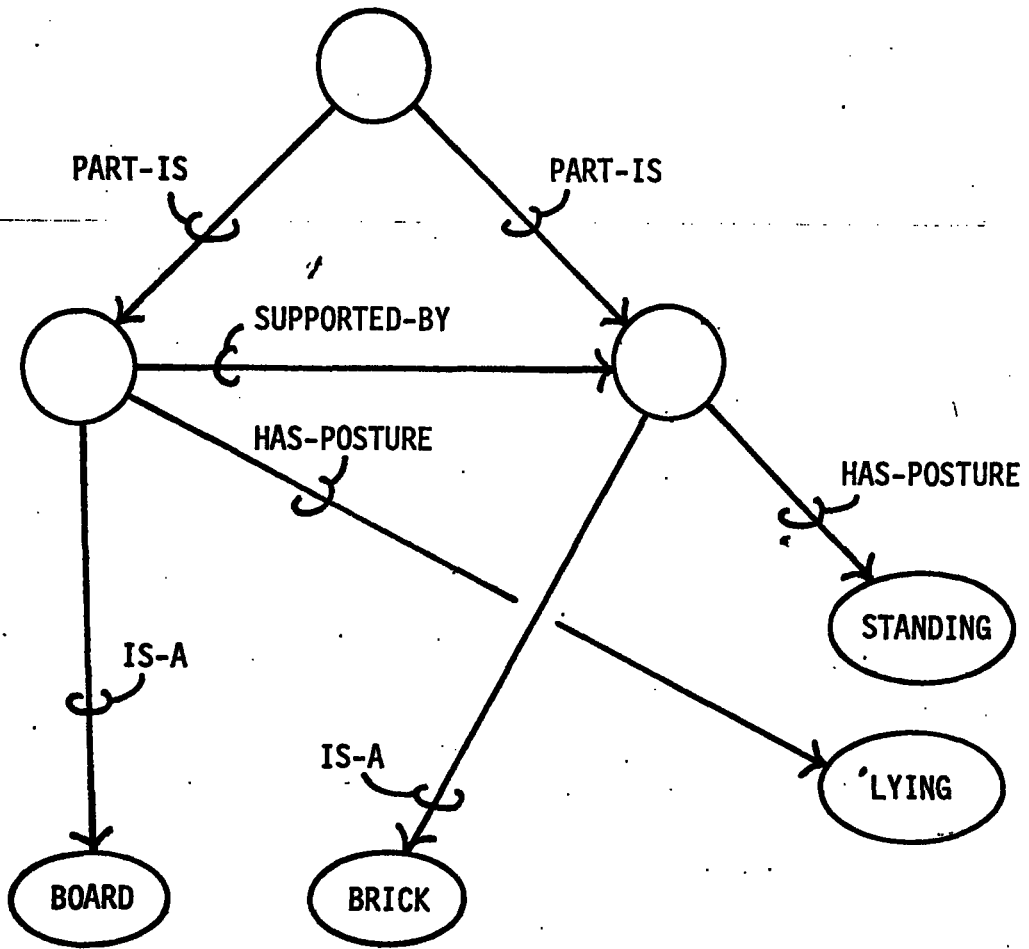 PART-IS
PART-IS
SUPPORTED-BY
HAS-POSTURE
HAS-POSTURE
STANDING
IS-A
IS-A
LYING
BOARD
BRICK